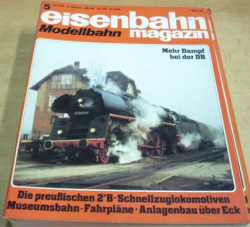 5
eisenbahn
Modellbahn magazin
Mehr Dampf
bei der DR
Die preußischen 2'B-Schnellzuglokomotiven
Museumsbahn-Fahrpläne·Anlagenbau über Eck